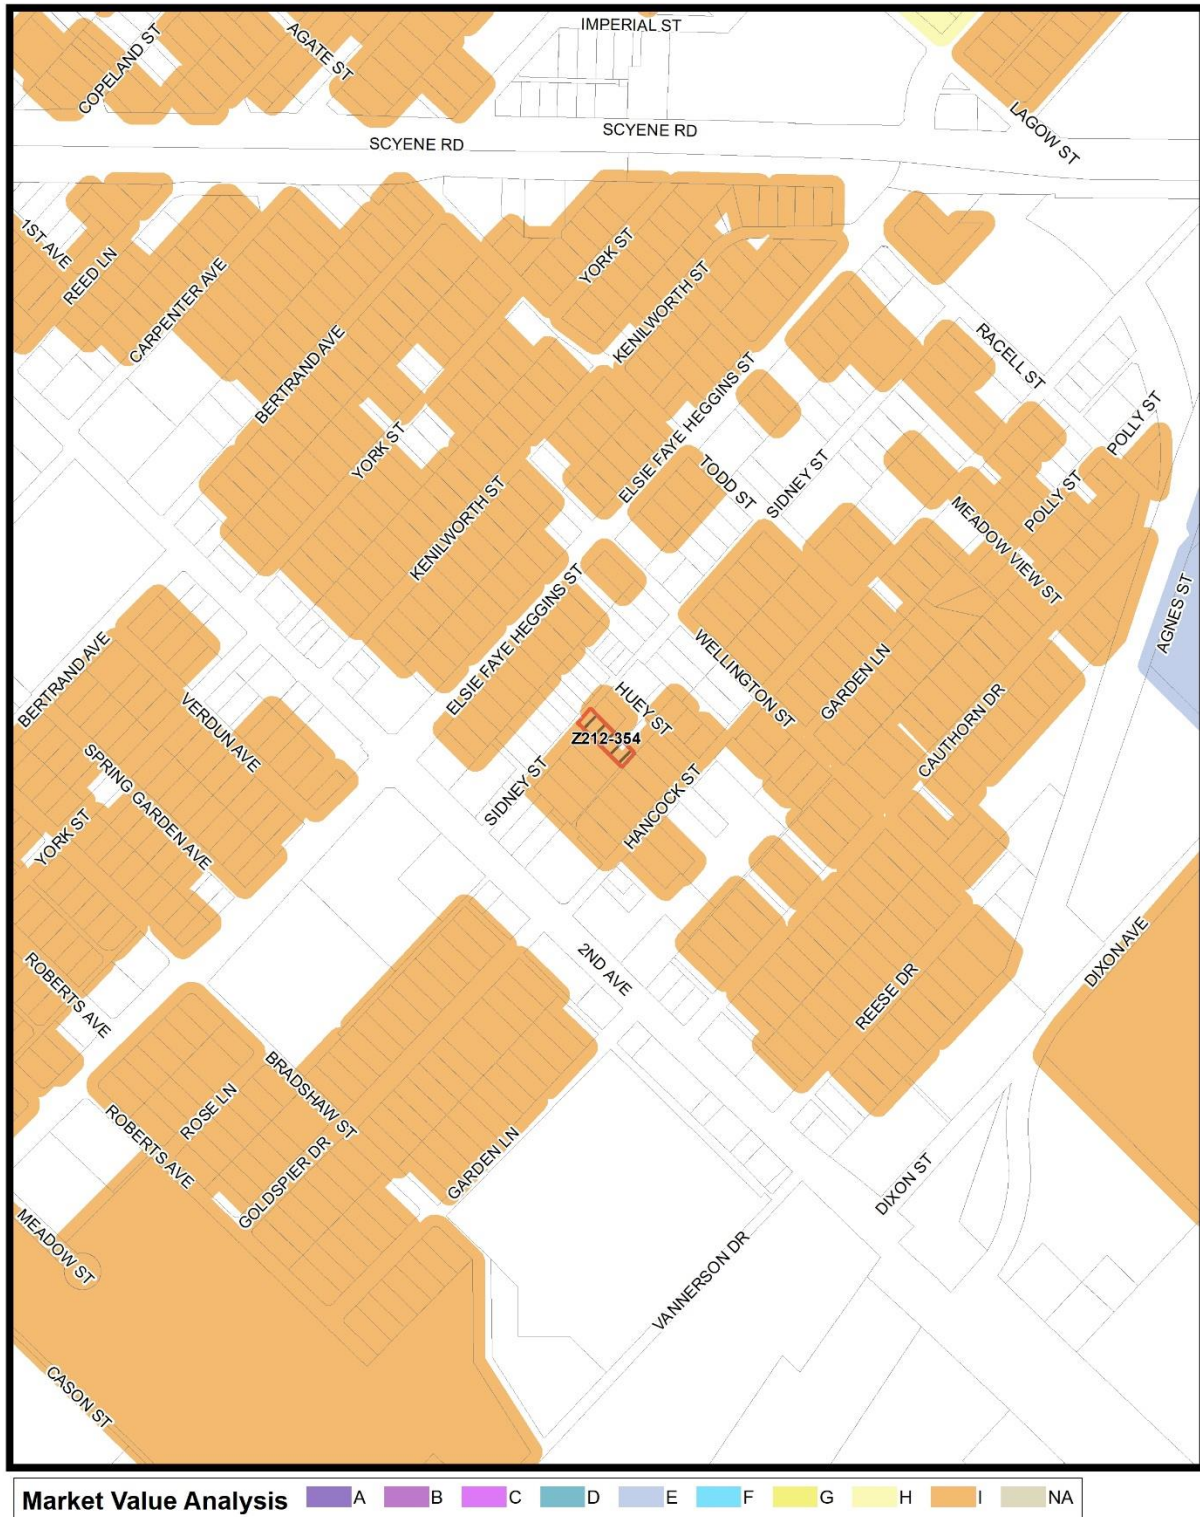 IMPERIAL ST
COPELAND ST
AGATE ST
LAGOW ST
SCYENE RD
SCYENE RD
1ST AVE
REED LN
CARPENTER AVE
YORK ST
KENILWORTH ST
BERTRAND AVE
RACELL ST
ELSIE FAYE HEGGINS ST
POLLY ST
YORK ST
TODD ST
SIDNEY ST
POLLY ST
MEADOW VIEW ST
KENILWORTH ST
AGNES ST
ELSIE FAYE HEGGINS ST
BERTRAND AVE
WELLINGTON ST
GARDEN LN
HUEY ST
VERDUN AVE
CAUTHORN DR
Z212-354
SIDNEY ST
SPRING GARDEN AVE
HANCOCK ST
YORK ST
DIXON AVE
2ND AVE
ROBERTS AVE
REESE DR
BRADSHAW ST
ROSE LN
ROBERTS AVE
GOLDSPIER DR
GARDEN LN
DIXON ST
MEADOW ST
VANNERSON DR
CASON ST
Market Value Analysis A B C D E F G H I NA